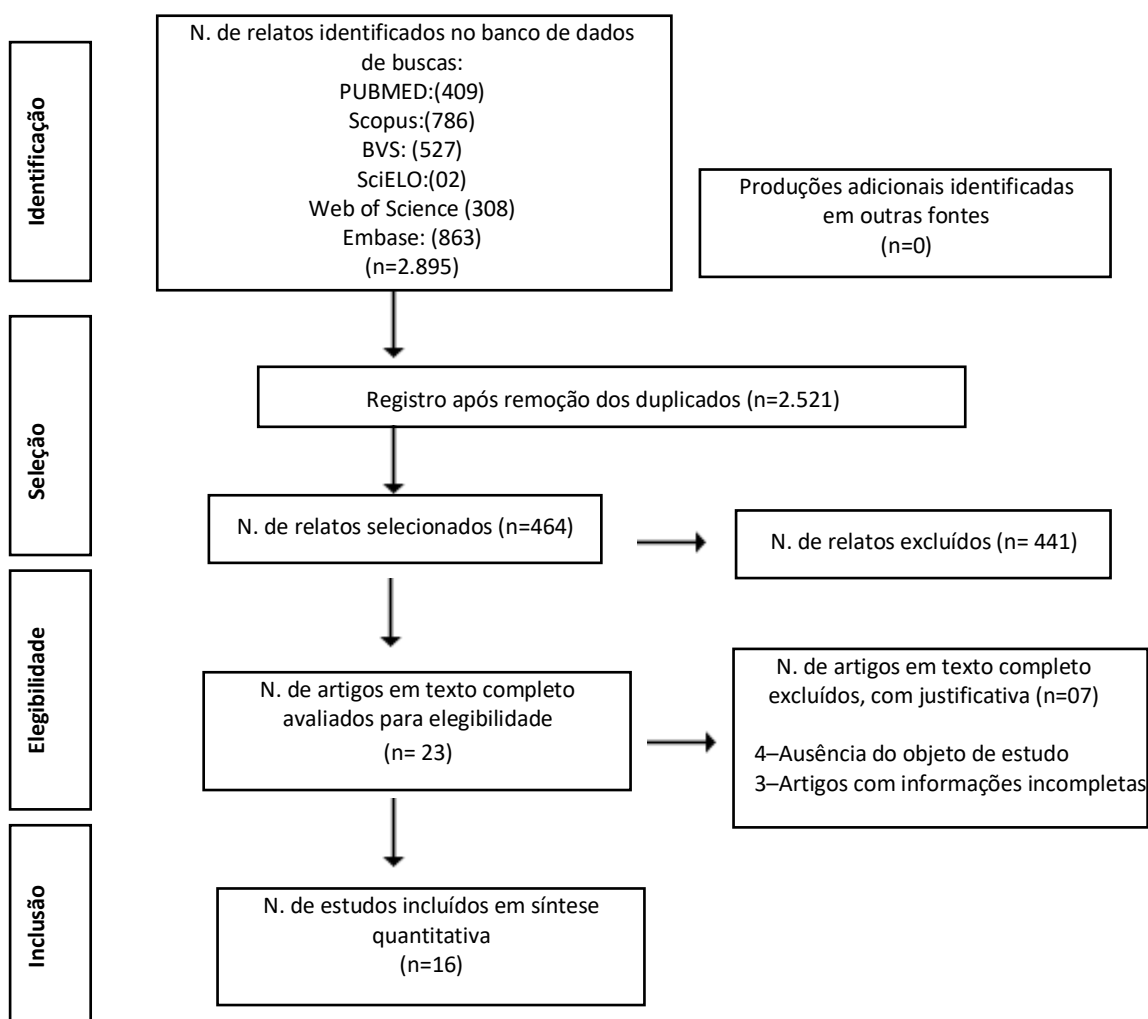 Identificação
N. de relatos identificados no banco de dados
de buscas:
PUBMED:(409)
Scopus:(786)
BVS: (527)
SciELO:(02)
Web of Science (308)
Embase: (863)
(n=2.895)
Produções adicionais identificadas
em outras fontes
(n=0)
Seleção
Registro após remoção dos duplicados (n=2.521)
N. de relatos selecionados (n=464)
N. de relatos excluídos (n= 441)
Elegibilidade
N. de artigos em texto completo
avaliados para elegibilidade
(n= 23)
N. de artigos em texto completo
excluídos, com justificativa (n=07)
4–Ausência do objeto de estudo
3–Artigos com informações incompletas
Inclusão
N. de estudos incluídos em síntese
quantitativa
(n=16)